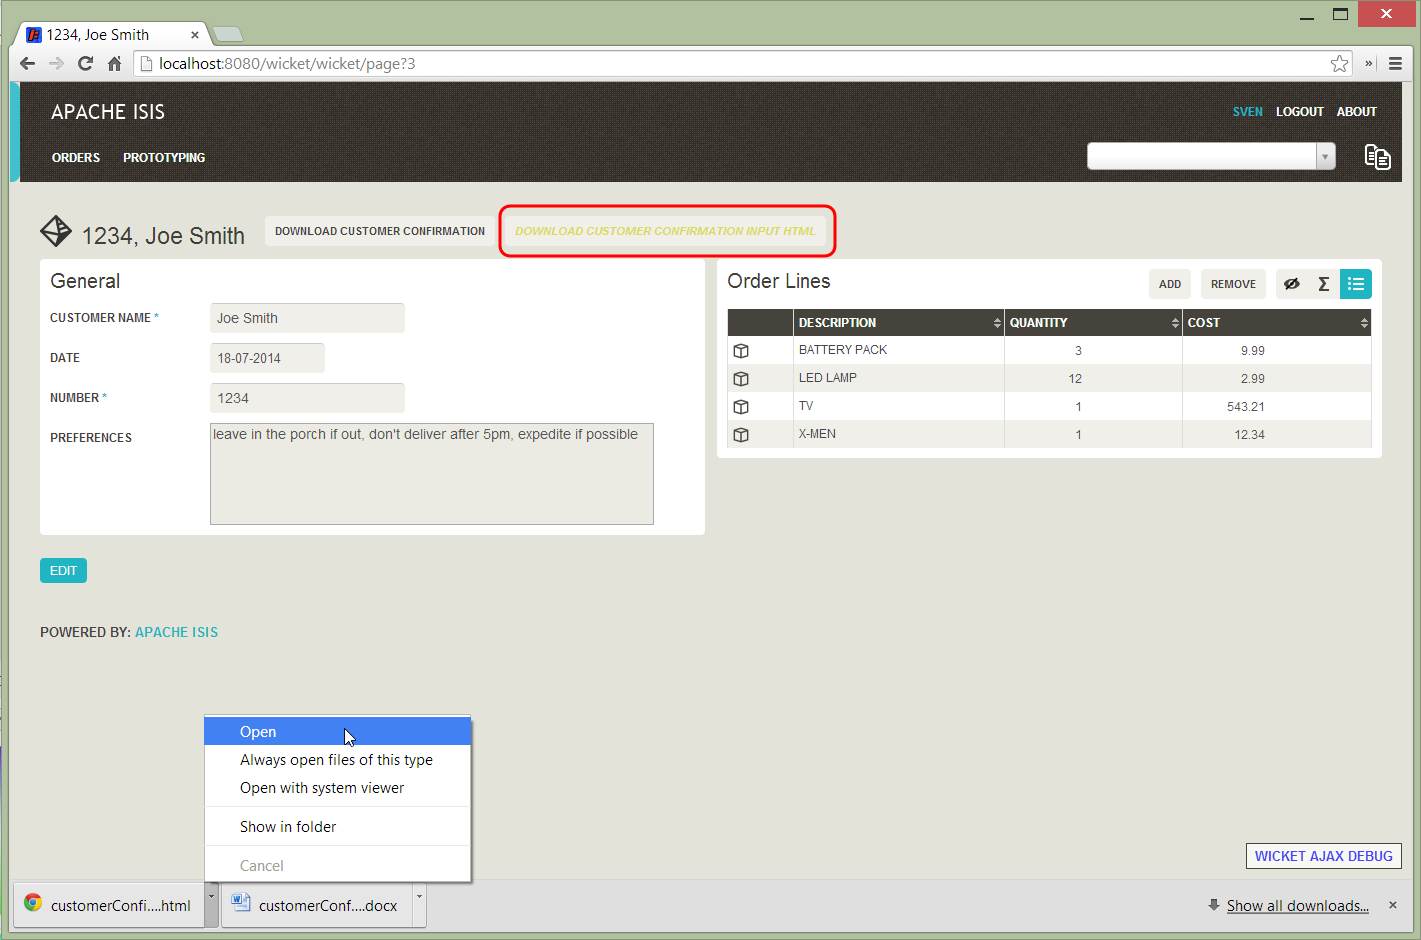 1234, Joe Smith
localhost:8080/wicket/wicket/page?3
APACHE ISIS
SVEN LOGOUT ABOUT
ORDERS PROTOTYPING
1234, Joe Smith
DOWNLOAD CUSTOMER CONFIRMATION
DOWNLOAD CUSTOMER CONFIRMATION INPUT HTML
General
CUSTOMER NAME * Joe Smith
DATE 18-07-2014
NUMBER * 1234
PREFERENCES leave in the porch if out, don't deliver after 5pm, expedite if possible
EDIT
Order Lines
ADD REMOVE Σ
DESCRIPTION QUANTITY COST
BATTERY PACK 3 9.99
LED LAMP 12 2.99
TV 1 543.21
X-MEN 1 12.34
POWERED BY: APACHE ISIS
Open
Always open files of this type
Open with system viewer
Show in folder
Cancel
WICKET AJAX DEBUG
customerConfi....html
customerConf....docx
Show all downloads...